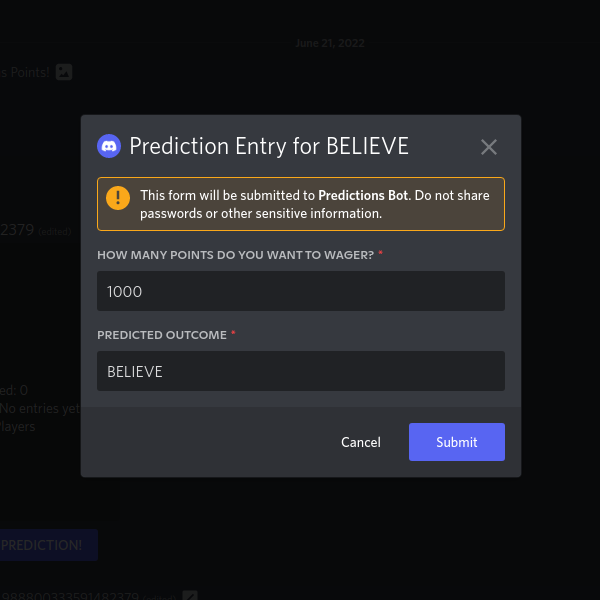 June 21, 2022
s Points!
Prediction Entry for BELIEVE
This form will be submitted to Predictions Bot. Do not share
passwords or other sensitive information.
2379 (edited)
HOW MANY POINTS DO YOU WANT TO WAGER? *
1000
PREDICTED OUTCOME *
BELIEVE
ed: 0
No entries yet
layers
Cancel
Submit
PREDICTION!
988800333591482379 (edited)